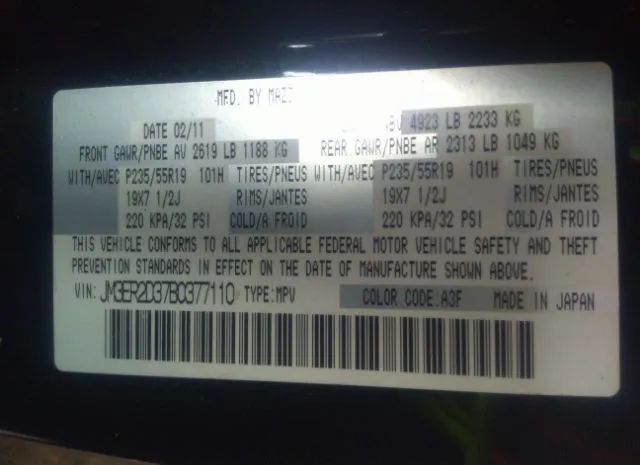 MFD. BY
DATE 02/11 4923 LB 2233 KG
FRONT GAWR/PNBE AV 2619 LB 1188 KG REAR GAWR/PNBE AR 2313 LB 1049 KG
WITH/AVEC P235/55R19 101H TIRES/PNEUS WITH/AVEC P235/55R19 101H TIRES/PNEUS
19X7 1/2J RIMS/JANTES 19X7 1/2J RIMS/JANTES
220 KPA/32 PSI COLD/A FROID 220 KPA/32 PSI COLD/A FROID
THIS VEHICLE CONFORMS TO ALL APPLICABLE FEDERAL MOTOR VEHICLE SAFETY AND THEFT
PREVENTION STANDARDS IN EFFECT ON THE DATE OF MANUFACTURE SHOWN ABOVE.
VIN: JM3ER2D37B0377110 TYPE: MPV COLOR CODE: A3F MADE IN JAPAN